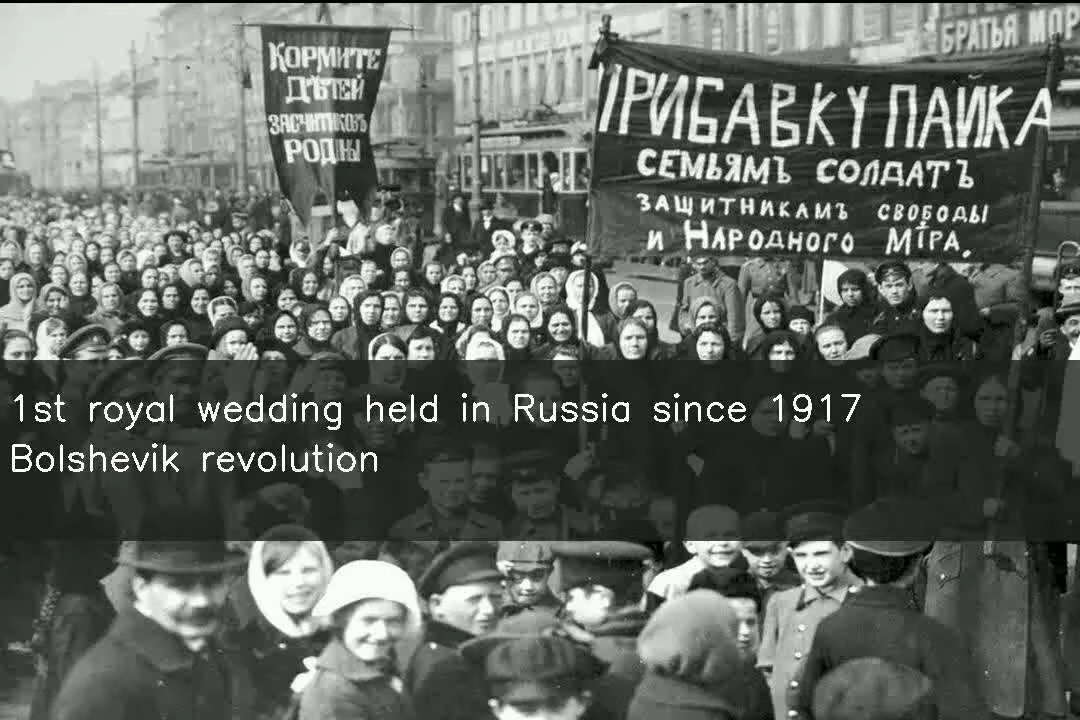 КОРМИТЕ
ДѢТЕЙ
ЗАЩИТНИКОВЪ
РОДИНЫ
БРАТЬЯ МОР
ПРИБАВКУ ПАЙКА
СЕМЬЯМЪ СОЛДАТЪ
ЗАЩИТНИКАМЪ СВОБОДЫ
И НАРОДНОГО МІРА.
1st royal wedding held in Russia since 1917
Bolshevik revolution